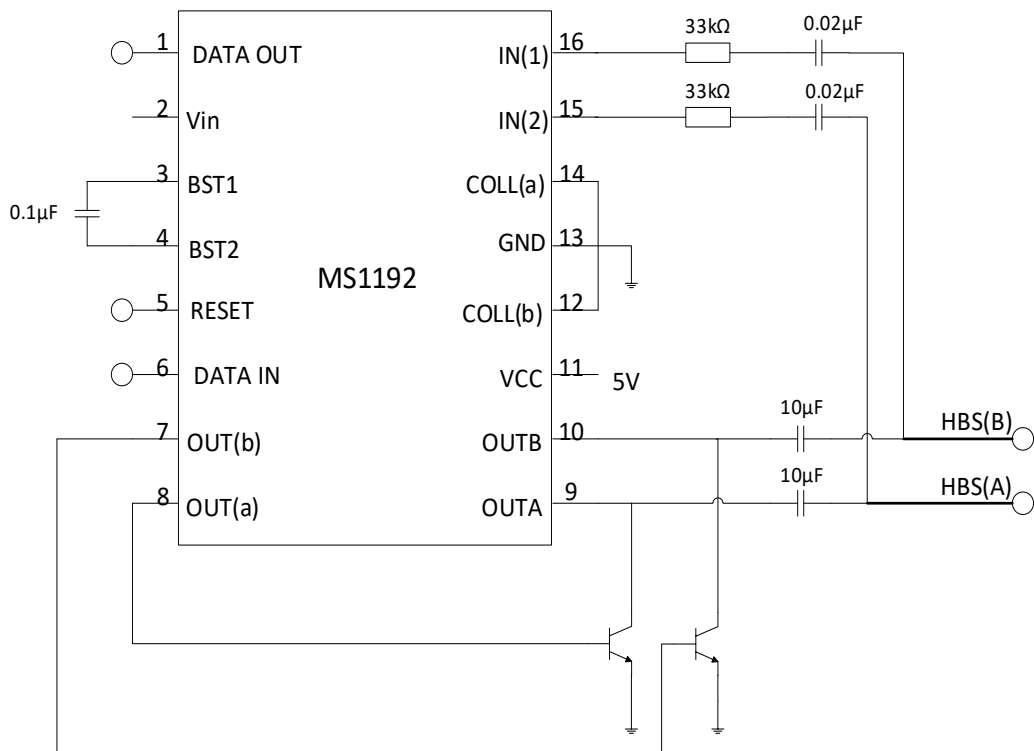 1 DATA OUT
2 Vin
3 BST1
0.1μF
4 BST2
5 RESET
6 DATA IN
7 OUT(b)
8 OUT(a)
MS1192
IN(1) 16 33kΩ 0.02μF
IN(2) 15 33kΩ 0.02μF
COLL(a) 14
GND 13
COLL(b) 12
VCC 11 5V
OUTB 10 10μF HBS(B)
OUTA 9 10μF HBS(A)